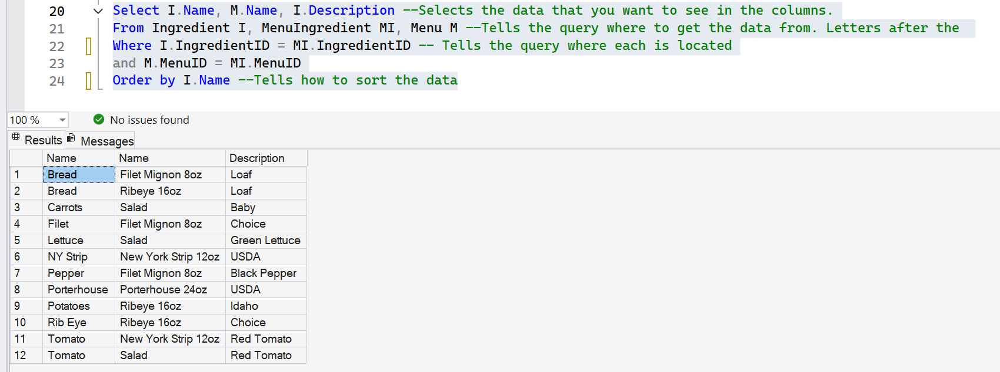 20 Select I.Name, M.Name, I.Description --Selects the data that you want to see in the columns.
21 From Ingredient I, MenuIngredient MI, Menu M --Tells the query where to get the data from. Letters after the
22 Where I.IngredientID = MI.IngredientID -- Tells the query where each is located
23 and M.MenuID = MI.MenuID
24 Order by I.Name --Tells how to sort the data
100 % No issues found
Results Messages
Name Name Description
1 Bread Filet Mignon 8oz Loaf
2 Bread Ribeye 16oz Loaf
3 Carrots Salad Baby
4 Filet Filet Mignon 8oz Choice
5 Lettuce Salad Green Lettuce
6 NY Strip New York Strip 12oz USDA
7 Pepper Filet Mignon 8oz Black Pepper
8 Porterhouse Porterhouse 24oz USDA
9 Potatoes Ribeye 16oz Idaho
10 Rib Eye Ribeye 16oz Choice
11 Tomato New York Strip 12oz Red Tomato
12 Tomato Salad Red Tomato